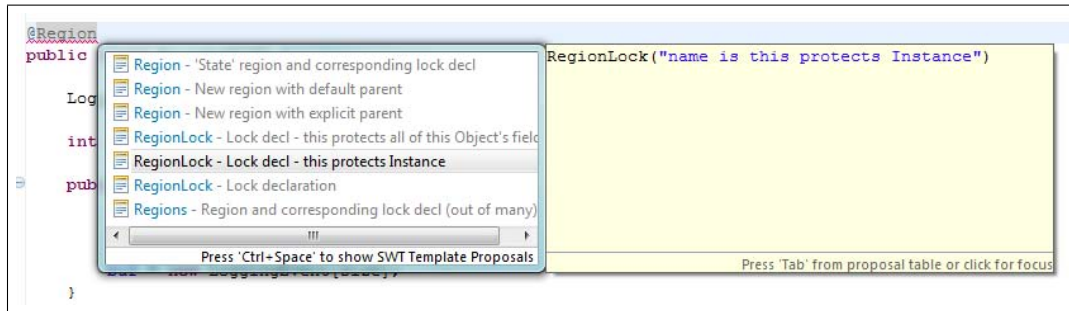 @Region
public
Log
int
pub
Region - 'State' region and corresponding lock decl
Region - New region with default parent
Region - New region with explicit parent
RegionLock - Lock decl - this protects all of this Object's field
RegionLock - Lock decl - this protects Instance
RegionLock - Lock declaration
Regions - Region and corresponding lock decl (out of many)
Press 'Ctrl+Space' to show SWT Template Proposals
RegionLock("name is this protects Instance")
Press 'Tab' from proposal table or click for focus
}